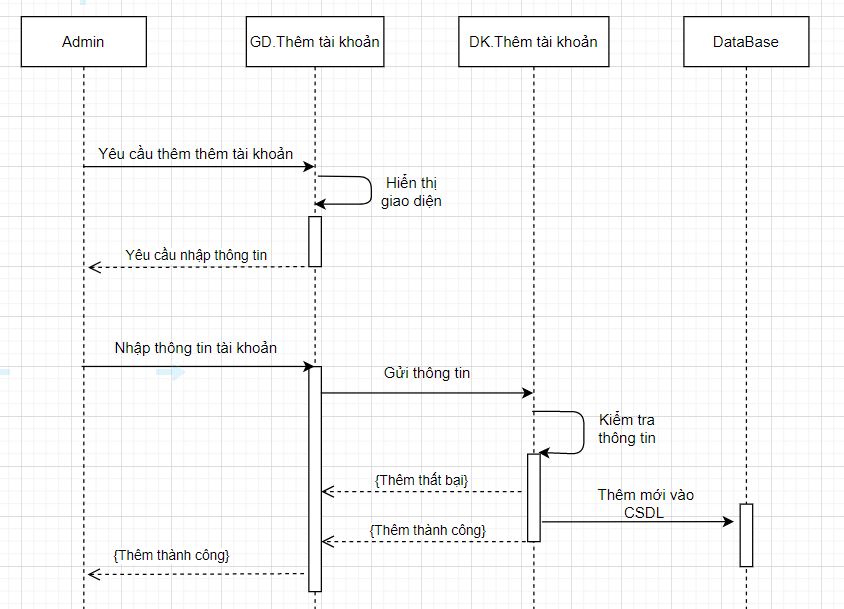 Admin
GD.Thêm tài khoản
DK.Thêm tài khoản
DataBase
Yêu cầu thêm thêm tài khoản
Hiển thị
giao diện
Yêu cầu nhập thông tin
Nhập thông tin tài khoản
Gửi thông tin
Kiểm tra
thông tin
{Thêm thất bại}
Thêm mới vào
CSDL
{Thêm thành công}
{Thêm thành công}